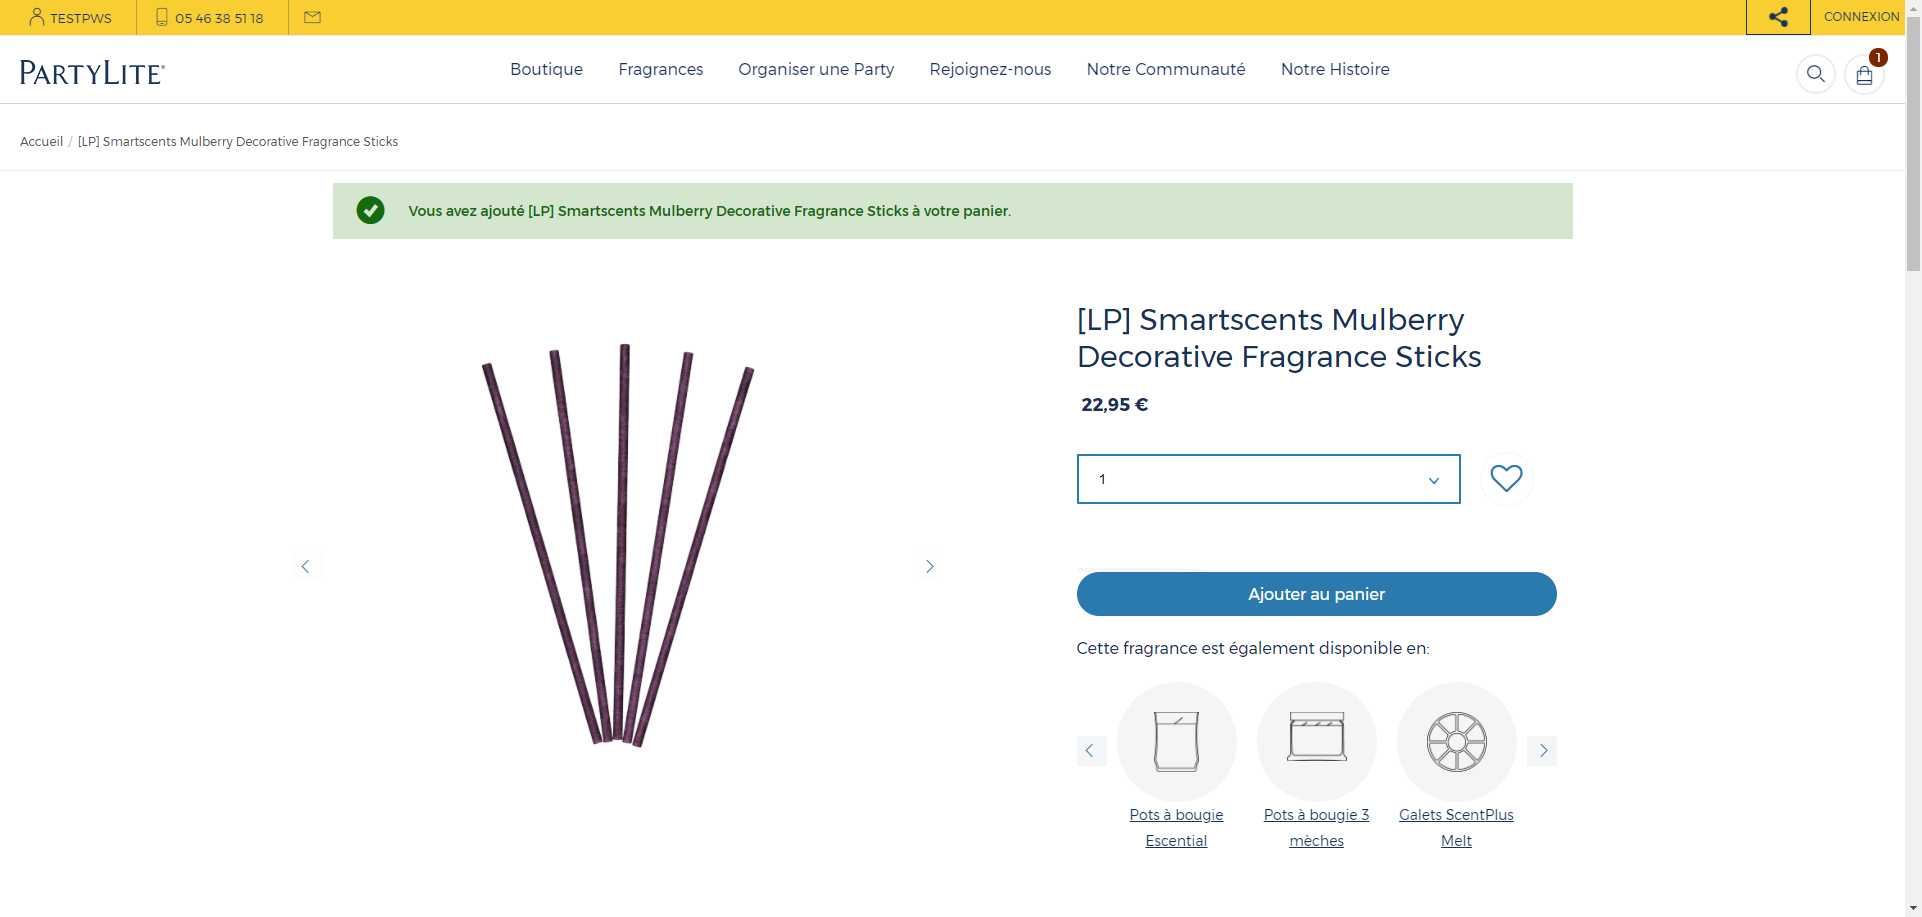 TESTPWS
05 46 38 51 18
CONNEXION
PARTYLITE®
Boutique
Fragrances
Organiser une Party
Rejoignez-nous
Notre Communauté
Notre Histoire
1
Accueil / [LP] Smartscents Mulberry Decorative Fragrance Sticks
Vous avez ajouté [LP] Smartscents Mulberry Decorative Fragrance Sticks à votre panier.
[LP] Smartscents Mulberry
Decorative Fragrance Sticks
22,95 €
1
Ajouter au panier
Cette fragrance est également disponible en:
Pots à bougie
Escential
Pots à bougie 3
mèches
Galets ScentPlus
Melt